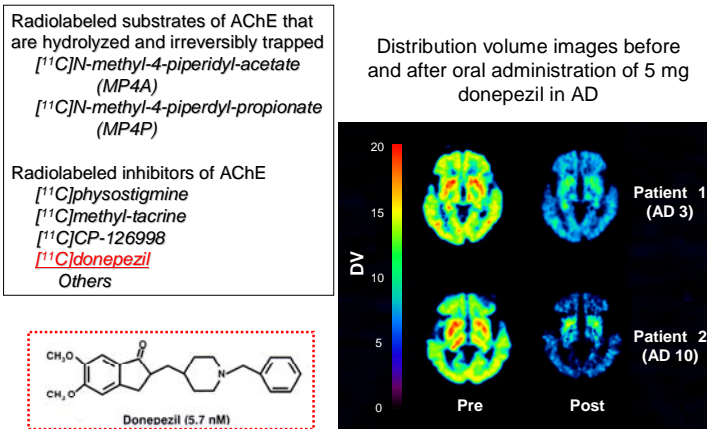 Radiolabeled substrates of AChE that
are hydrolyzed and irreversibly trapped
[¹¹C]N-methyl-4-piperidyl-acetate
(MP4A)
[¹¹C]N-methyl-4-piperdyl-propionate
(MP4P)
Radiolabeled inhibitors of AChE
[¹¹C]physostigmine
[¹¹C]methyl-tacrine
[¹¹C]CP-126998
[¹¹C]donepezil
Others
CH₃O
CH₃O
O
N
Donepezil (5.7 nM)
Distribution volume images before
and after oral administration of 5 mg
donepezil in AD
20
15
10
5
0
DV
Patient 1
(AD 3)
Patient 2
(AD 10)
Pre
Post